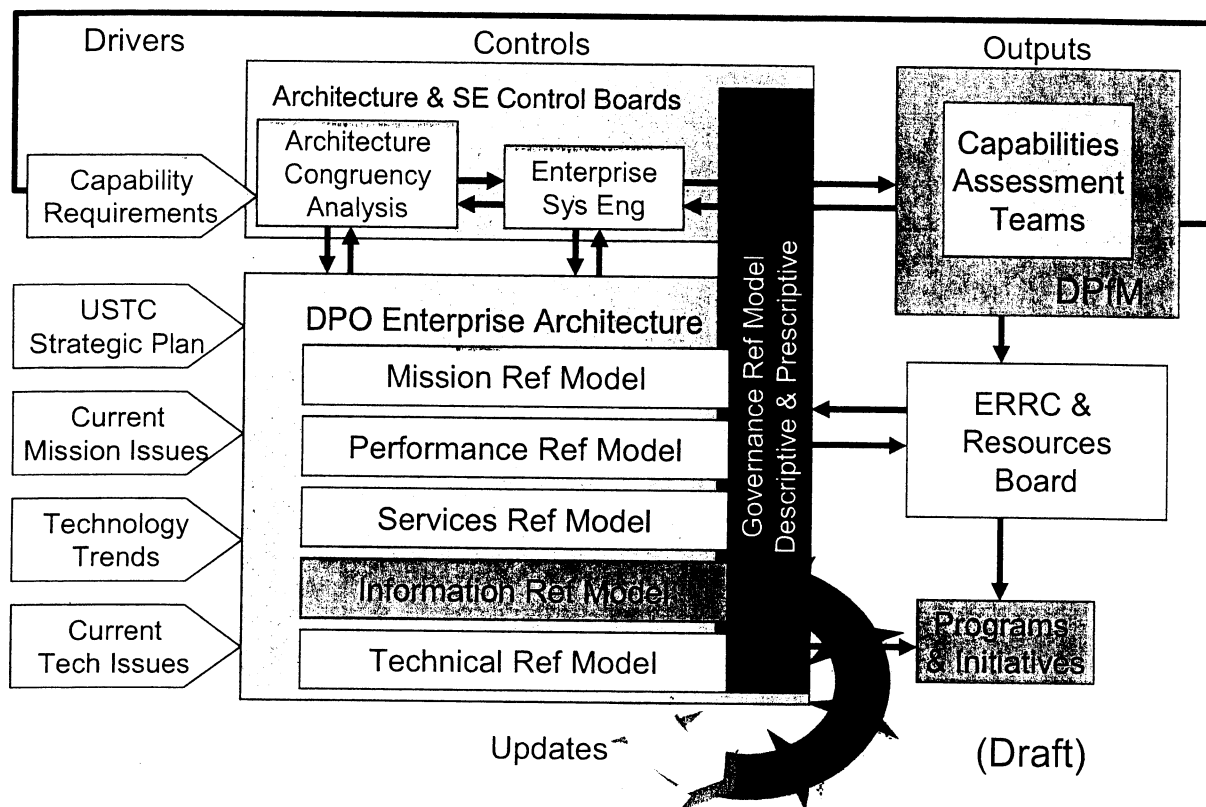 Drivers
Controls
Outputs
Architecture & SE Control Boards
Architecture
Congruency
Analysis
Enterprise
Sys Eng
Capabilities
Assessment
Teams
DPfM
Capability
Requirements
USTC
Strategic Plan
Current
Mission Issues
Technology
Trends
Current
Tech Issues
DPO Enterprise Architecture
Mission Ref Model
Performance Ref Model
Services Ref Model
Information Ref Model
Technical Ref Model
Governance Ref Model
Descriptive & Prescriptive
ERRC &
Resources
Board
Programs
& Initiatives
Updates
(Draft)